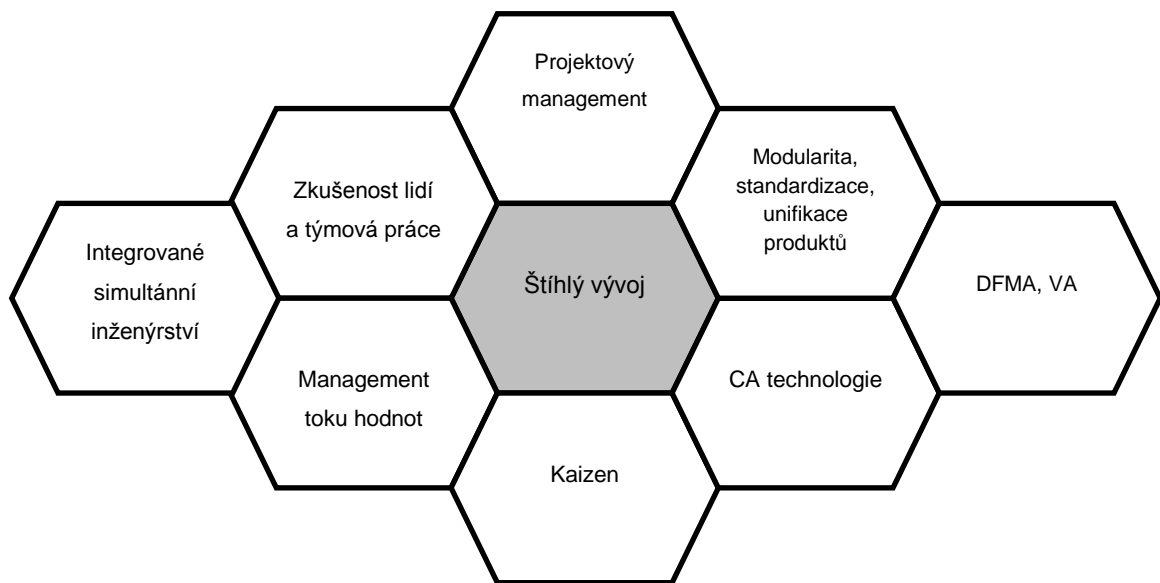 Projektový
management
Zkušenost lidí
a týmová práce
Modularita,
standardizace,
unifikace
produktů
Integrované
simultánní
inženýrství
Štíhlý vývoj
DFMA, VA
Management
toku hodnot
CA technologie
Kaizen